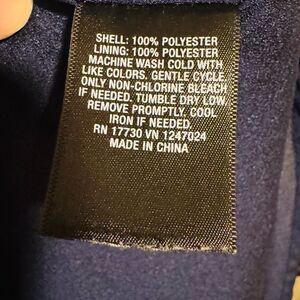 SHELL: 100% POLYESTER
LINING: 100% POLYESTER
MACHINE WASH COLD WITH
LIKE COLORS. GENTLE CYCLE.
ONLY NON-CHLORINE BLEACH
IF NEEDED. TUMBLE DRY LOW.
REMOVE PROMPTLY. COOL
IRON IF NEEDED.
RN 17730 VN 1247024
MADE IN CHINA